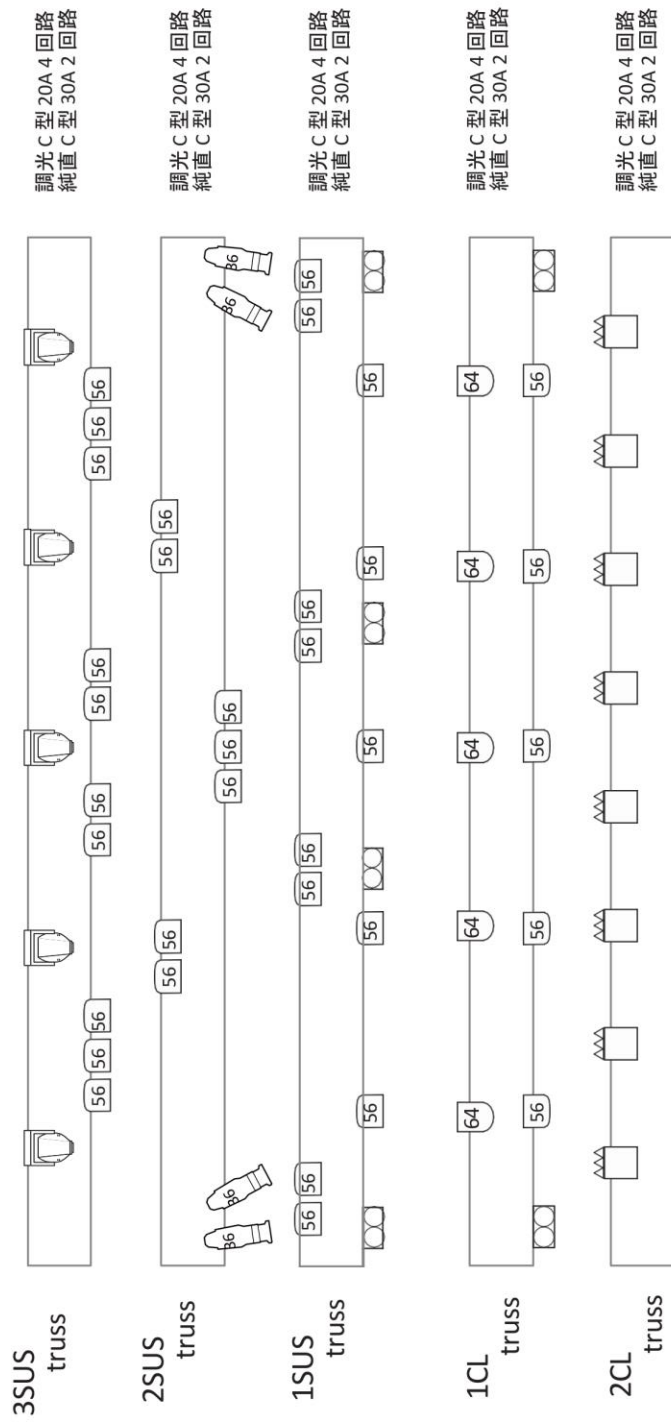 3SUS
truss
56 56 56 56 56 56 56 56 56 56
調光 C 型 20A 4 回路
純直 C 型 30A 2 回路
2SUS
truss
56 56 56 56
36 36 56 56 56 36 36
調光 C 型 20A 4 回路
純直 C 型 30A 2 回路
1SUS
truss
56 56 56 56 56 56 56 56
56 56 56 56 56
調光 C 型 20A 4 回路
純直 C 型 30A 2 回路
1CL
truss
64 64 64 64 64
56 56 56 56 56
調光 C 型 20A 4 回路
純直 C 型 30A 2 回路
2CL
truss
調光 C 型 20A 4 回路
純直 C 型 30A 2 回路